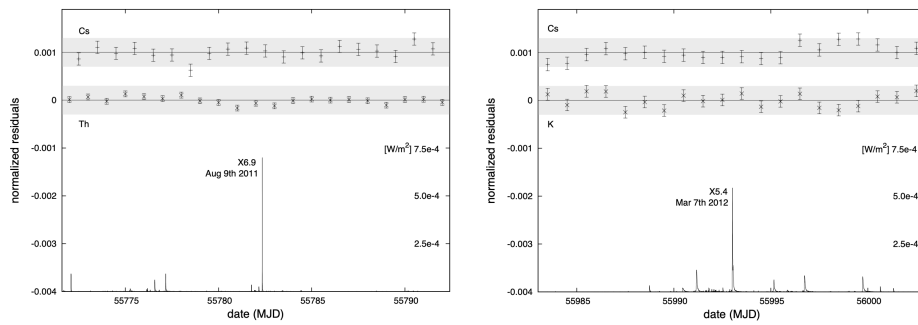 normalized residuals
0.001
0
-0.001
-0.002
-0.003
-0.004
Cs
Th
[W/m2] 7.5e-4
5.0e-4
2.5e-4
X6.9
Aug 9th 2011
55775
55780
55785
55790
date (MJD)
normalized residuals
0.001
0
-0.001
-0.002
-0.003
-0.004
Cs
K
[W/m2] 7.5e-4
5.0e-4
2.5e-4
X5.4
Mar 7th 2012
55985
55990
55995
56000
date (MJD)